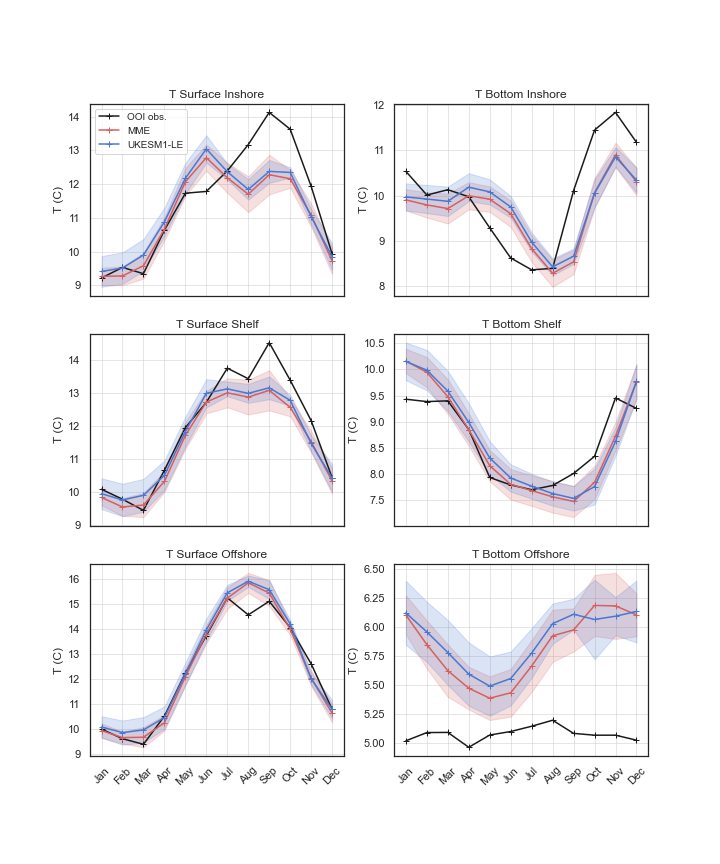 T Surface Inshore
T Bottom Inshore
OOI obs.
MME
UKESM1-LE
T (C)
14
13
12
11
10
9
T (C)
12
11
10
9
8
T Surface Shelf
T Bottom Shelf
T (C)
14
13
12
11
10
9
T (C)
10.5
10.0
9.5
9.0
8.5
8.0
7.5
T Surface Offshore
T Bottom Offshore
T (C)
16
15
14
13
12
11
10
9
T (C)
6.50
6.25
6.00
5.75
5.50
5.25
5.00
Jan Feb Mar Apr May Jun Jul Aug Sep Oct Nov Dec
Jan Feb Mar Apr May Jun Jul Aug Sep Oct Nov Dec